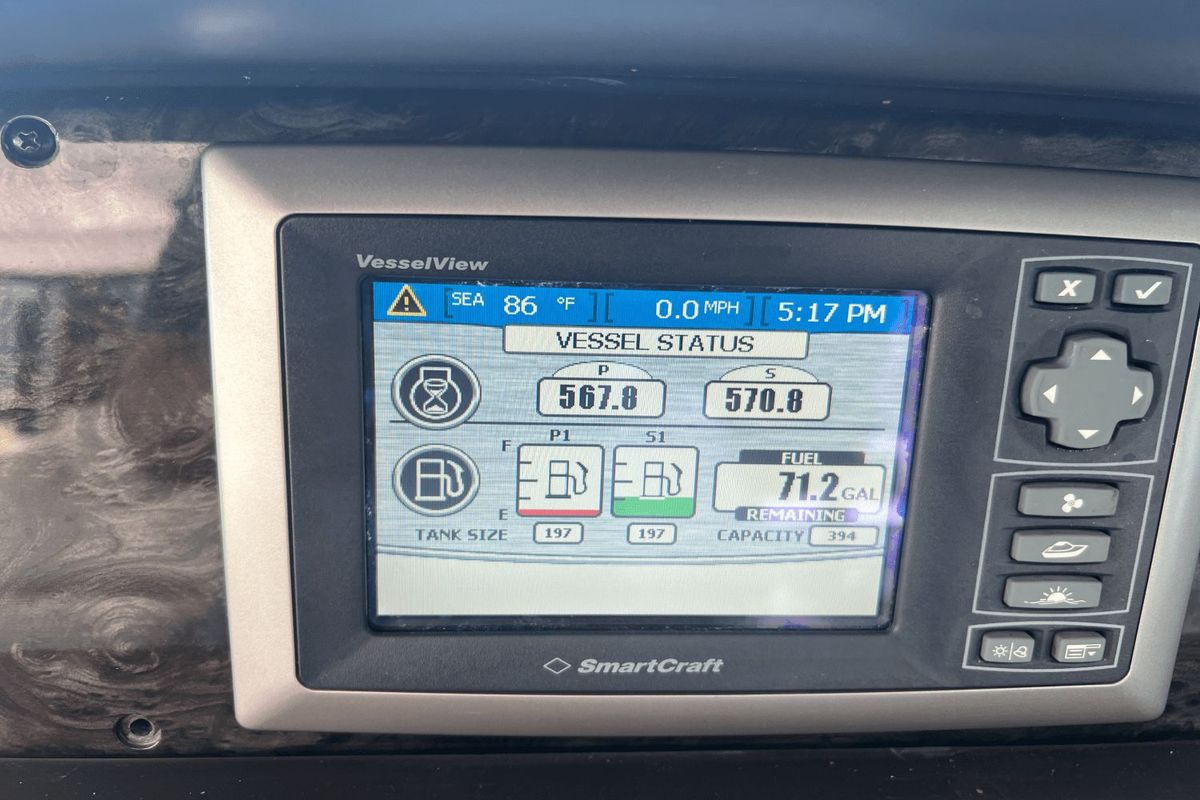 VesselView
SEA 86 °F 0.0 MPH 5:17 PM
VESSEL STATUS
P S
567.8 570.8
P1 S1
F
FUEL
71.2 GAL
E
REMAINING
TANK SIZE 197 197 CAPACITY 394
SmartCraft